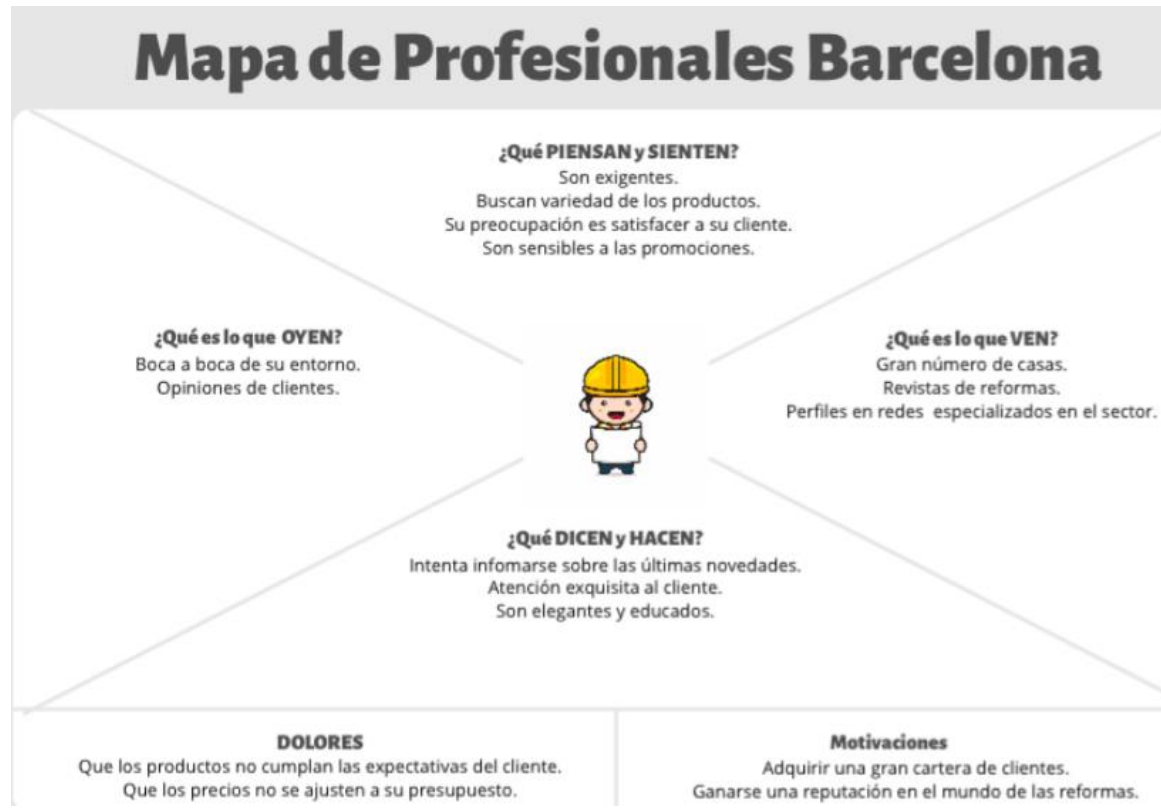 Mapa de Profesionales Barcelona
¿Qué PIENSAN y SIENTEN?
Son exigentes.
Buscan variedad de los productos.
Su preocupación es satisfacer a su cliente.
Son sensibles a las promociones.
¿Qué es lo que OYEN?
Boca a boca de su entorno.
Opiniones de clientes.
¿Qué es lo que VEN?
Gran número de casas.
Revistas de reformas.
Perfiles en redes especializados en el sector.
¿Qué DICEN y HACEN?
Intenta infomarse sobre las últimas novedades.
Atención exquisita al cliente.
Son elegantes y educados.
DOLORES
Que los productos no cumplan las expectativas del cliente.
Que los precios no se ajusten a su presupuesto.
Motivaciones
Adquirir una gran cartera de clientes.
Ganarse una reputación en el mundo de las reformas.